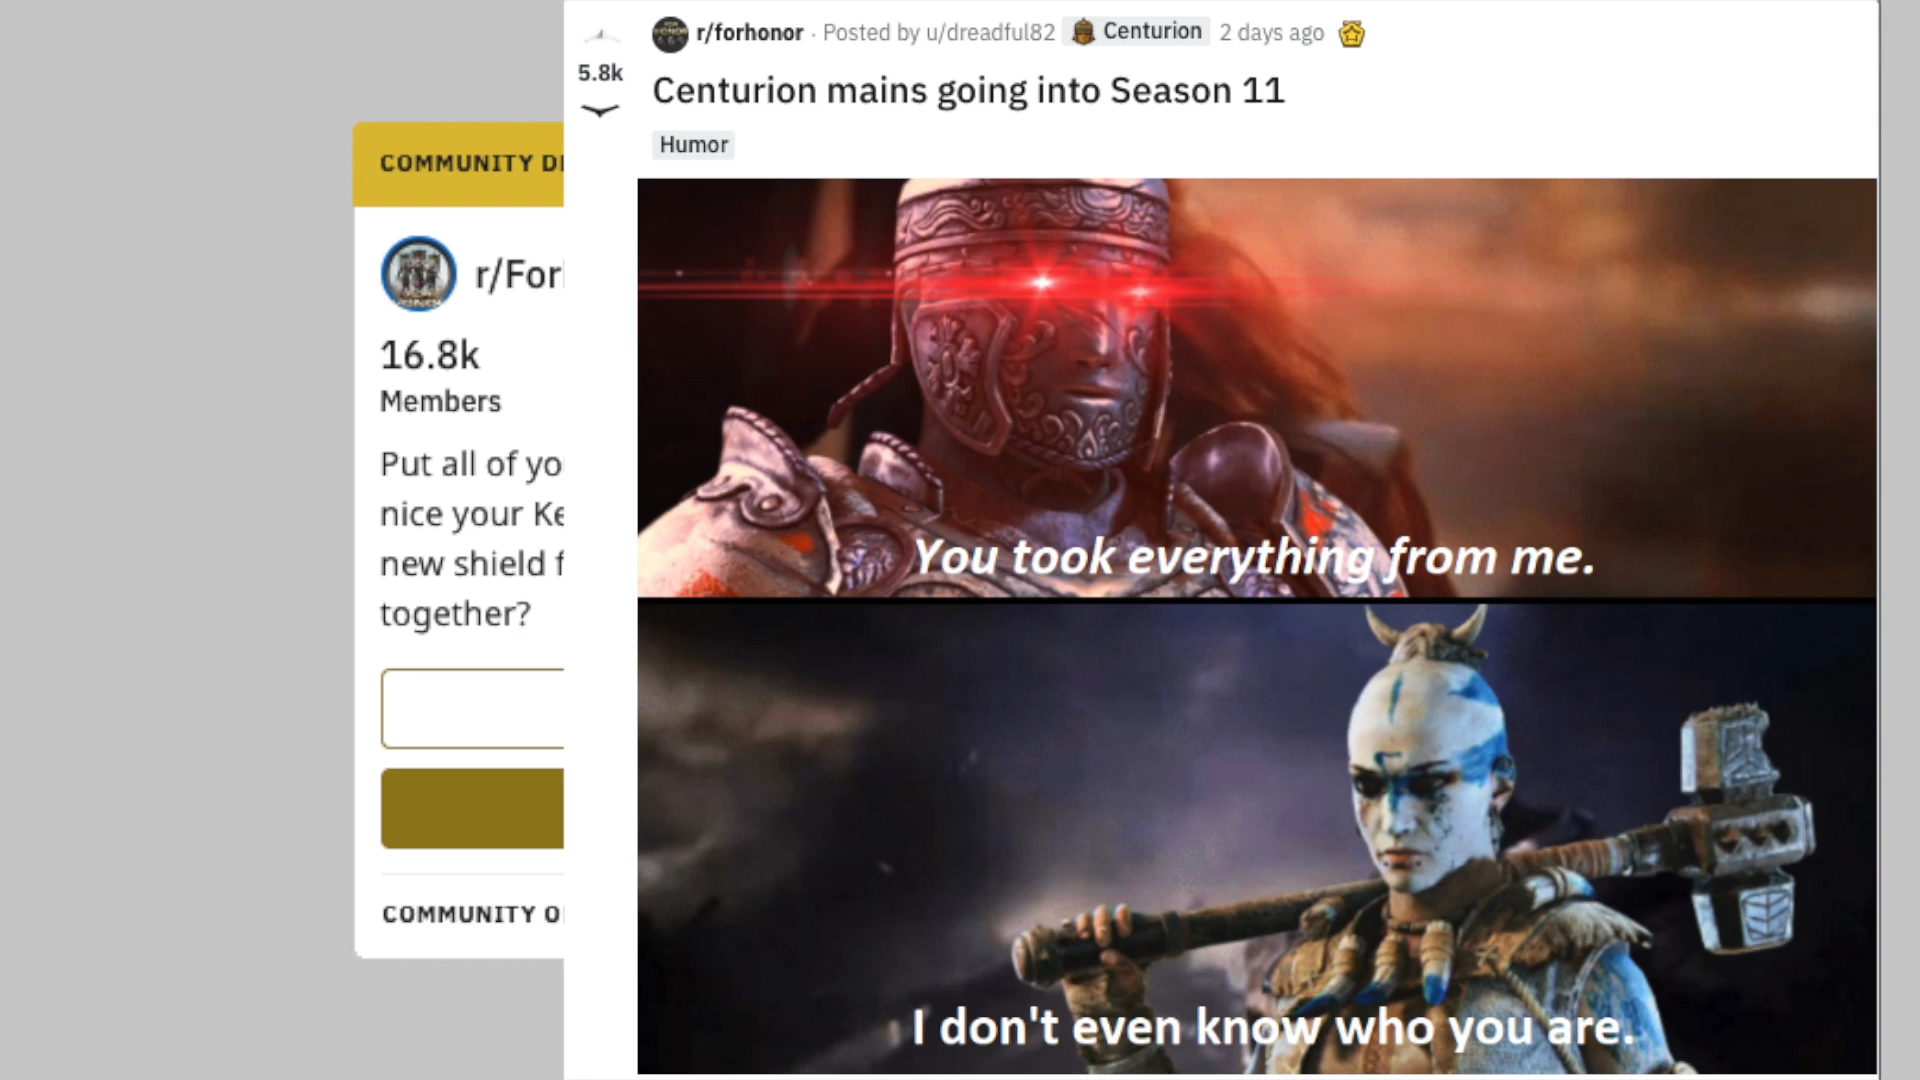 r/forhonor · Posted by u/dreadful82 Centurion 2 days ago
5.8k
Centurion mains going into Season 11
Humor
You took everything from me.
I don't even know who you are.
COMMUNITY
r/For
16.8k
Members
Put all of
nice your
new shield
together?
COMMUNITY